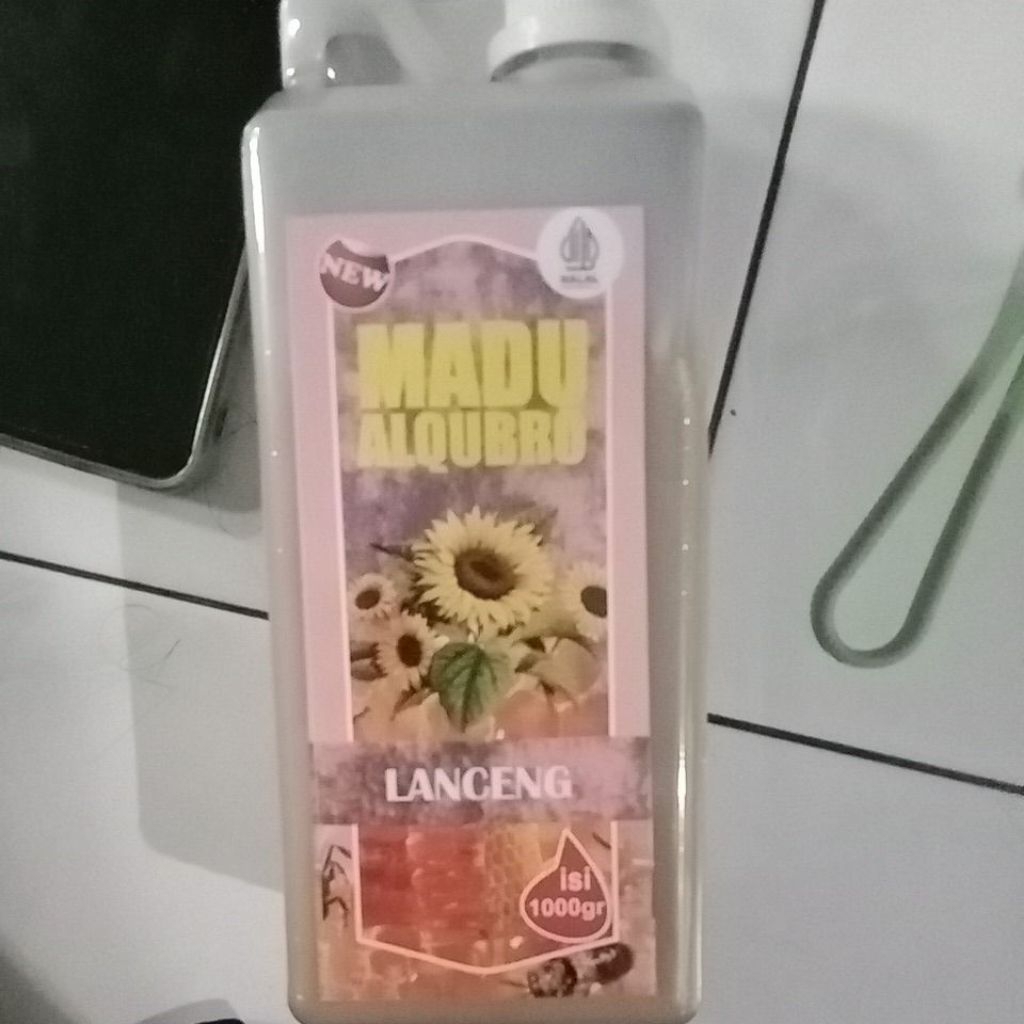 NEW
MADU
ALQUBRO
LANCENG
isi
1000gr